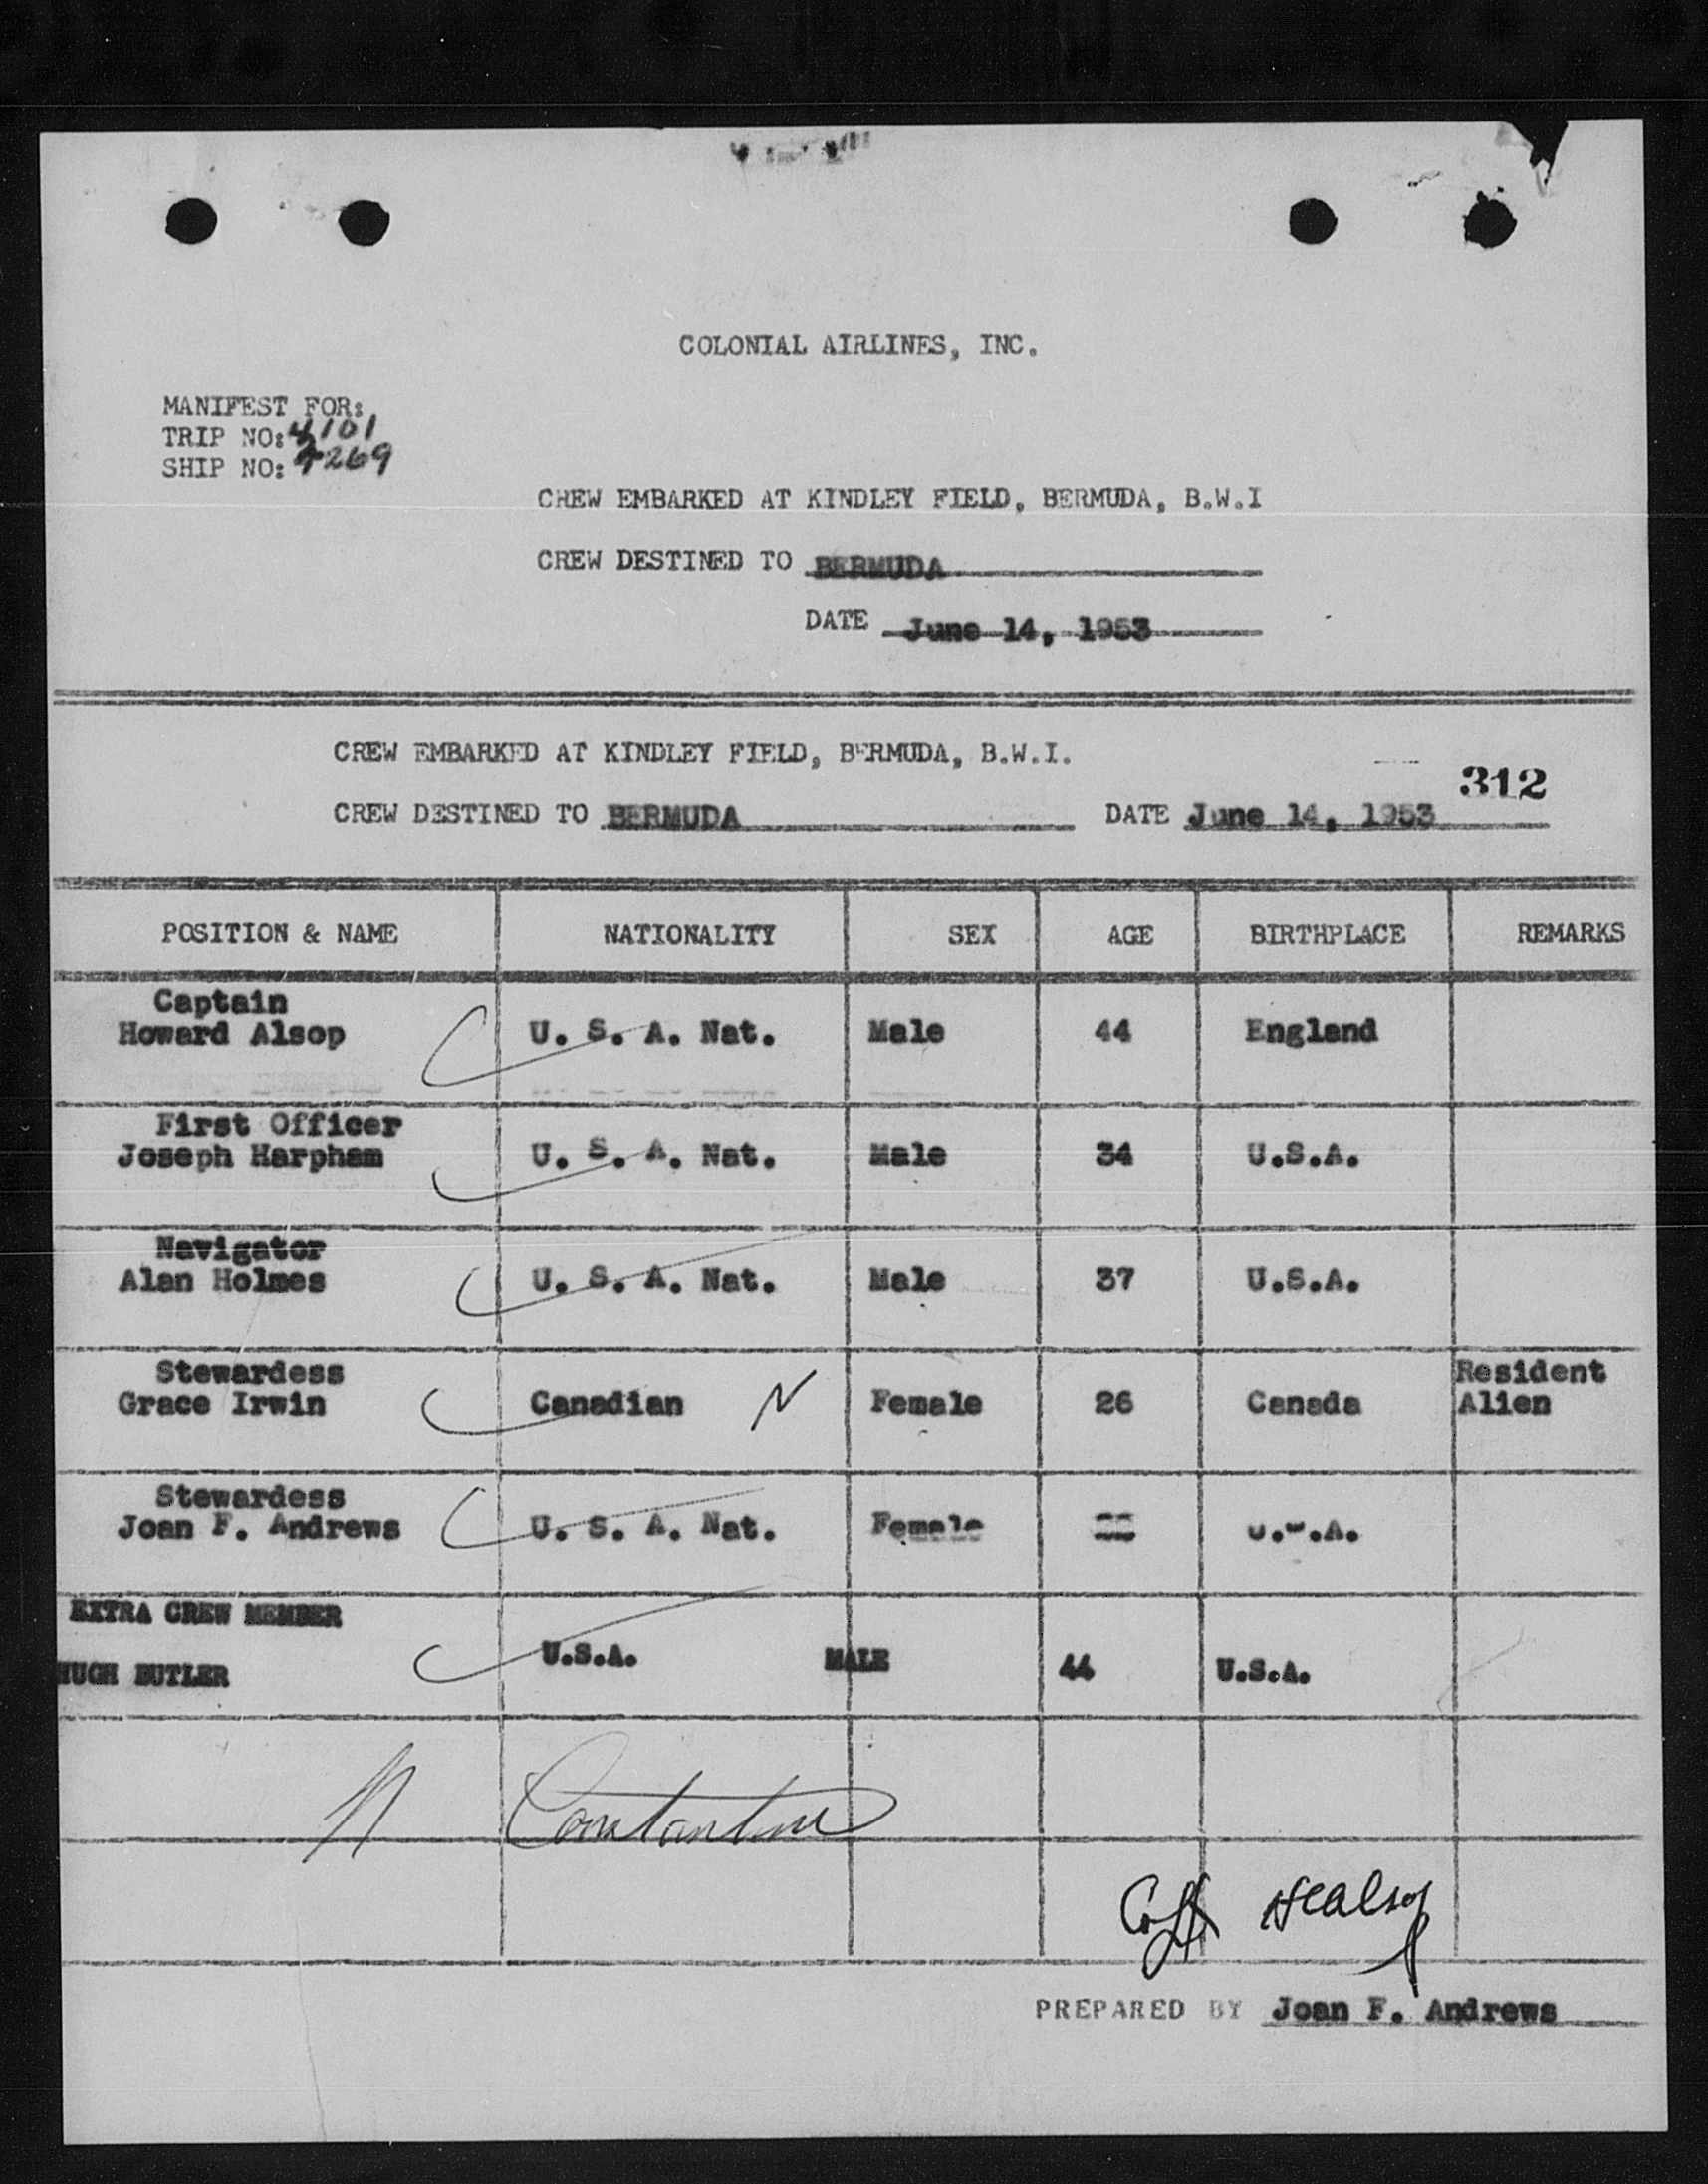 COLONIAL AIRLINES, INC.
MANIFEST FOR:
TRIP NO: 4101
SHIP NO: 4269
CREW EMBARKED AT KINDLEY FIELD, BERMUDA, B.W.I
CREW DESTINED TO BERMUDA
DATE June 14, 1953
CREW EMBARKED AT KINDLEY FIELD, BERMUDA, B.W.I.
312
CREW DESTINED TO BERMUDA DATE June 14, 1953
POSITION & NAME NATIONALITY SEX AGE BIRTHPLACE REMARKS
Captain
Howard Alsop U. S. A. Nat. Male 44 England
First Officer
Joseph Harpham U. S. A. Nat. Male 34 U.S.A.
Navigator
Alan Holmes U. S. A. Nat. Male 37 U.S.A.
Stewardess Resident
Grace Irwin Canadian N Female 26 Canada Alien
Stewardess
Joan F. Andrews U. S. A. Nat. Female
EXTRA CREW MEMBER
U.S.A. MALE 44 U.S.A.
HUGH BUTLER
N Constantine
PREPARED BY Joan F. Andrews